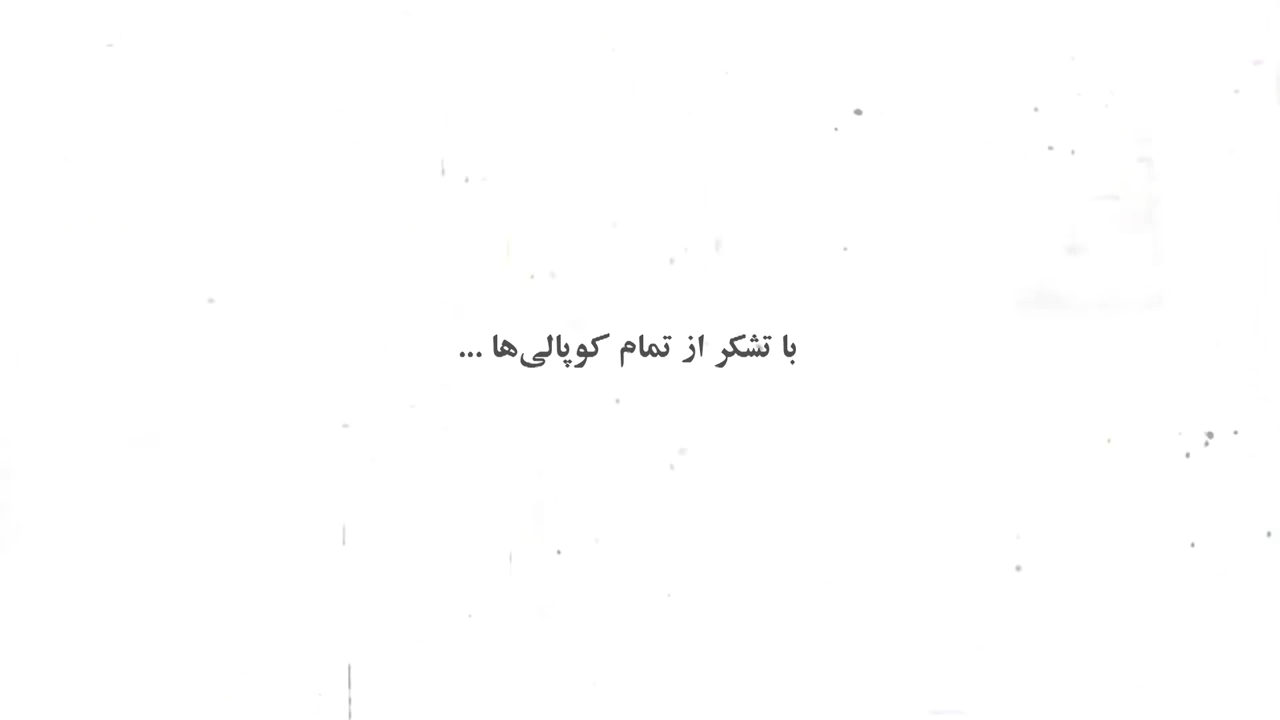 با تشکر از تمام کوپالی‌ها ...